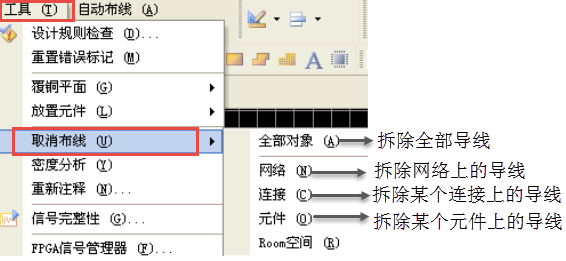 工具 (T) 自动布线 (A)
设计规则检查 (D)...
重置错误标记 (M)
覆铜平面 (G)
放置元件 (L)
取消布线 (U)
全部对象 (A) 拆除全部导线
密度分析 (Y)
网络 (N) 拆除网络上的导线
重新注释 (N)...
连接 (C) 拆除某个连接上的导线
信号完整性 (G)...
元件 (O) 拆除某个元件上的导线
FPGA信号管理器 (F)...
Room空间 (R)
A